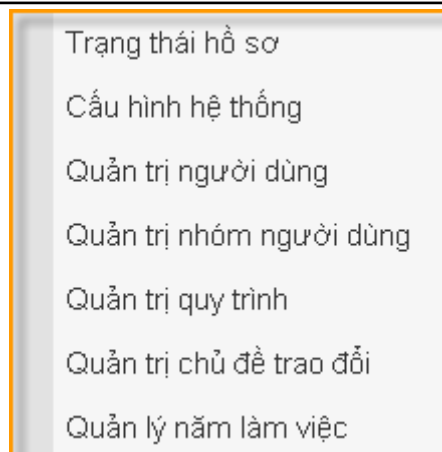 Trạng thái hồ sơ
Cấu hình hệ thống
Quản trị người dùng
Quản trị nhóm người dùng
Quản trị quy trình
Quản trị chủ đề trao đổi
Quản lý năm làm việc